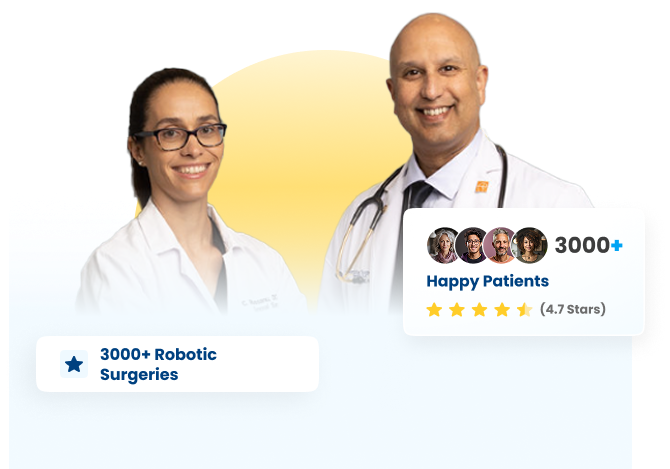 3000+
Happy Patients
(4.7 Stars)
3000+ Robotic
Surgeries